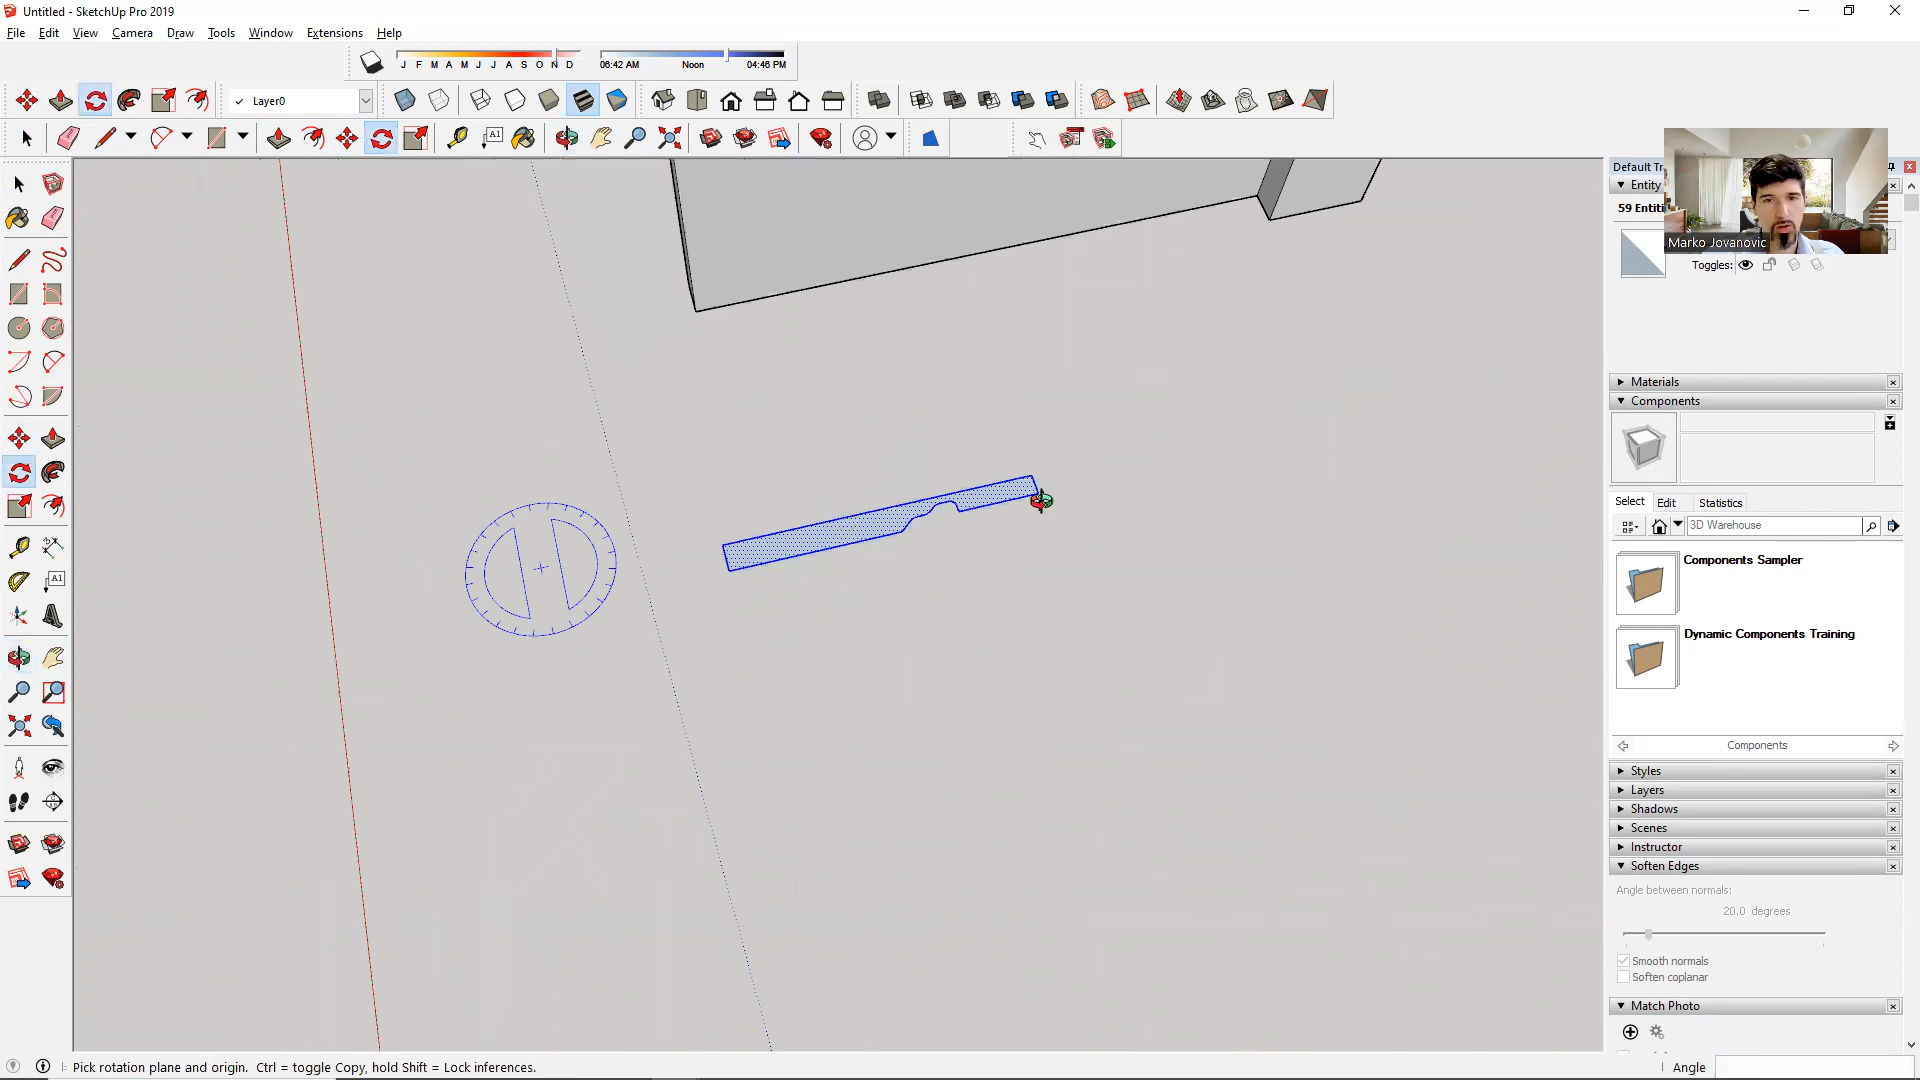 Untitled - SketchUp Pro 2019
File Edit View Camera Draw Tools Window Extensions Help
J F M A M J J A S O N D 06:42 AM Noon 04:46 PM
Layer0
A1
Default Tr
Entity
59 Entiti
Marko Jovanovic
Toggles:
Materials
Components
Select Edit Statistics
3D Warehouse
Components Sampler
Dynamic Components Training
A1
Components
Styles
Layers
Shadows
Scenes
Instructor
Soften Edges
Angle between normals:
20.0 degrees
Smooth normals
Soften coplanar
Match Photo
Pick rotation plane and origin. Ctrl = toggle Copy, hold Shift = Lock inferences.
Angle